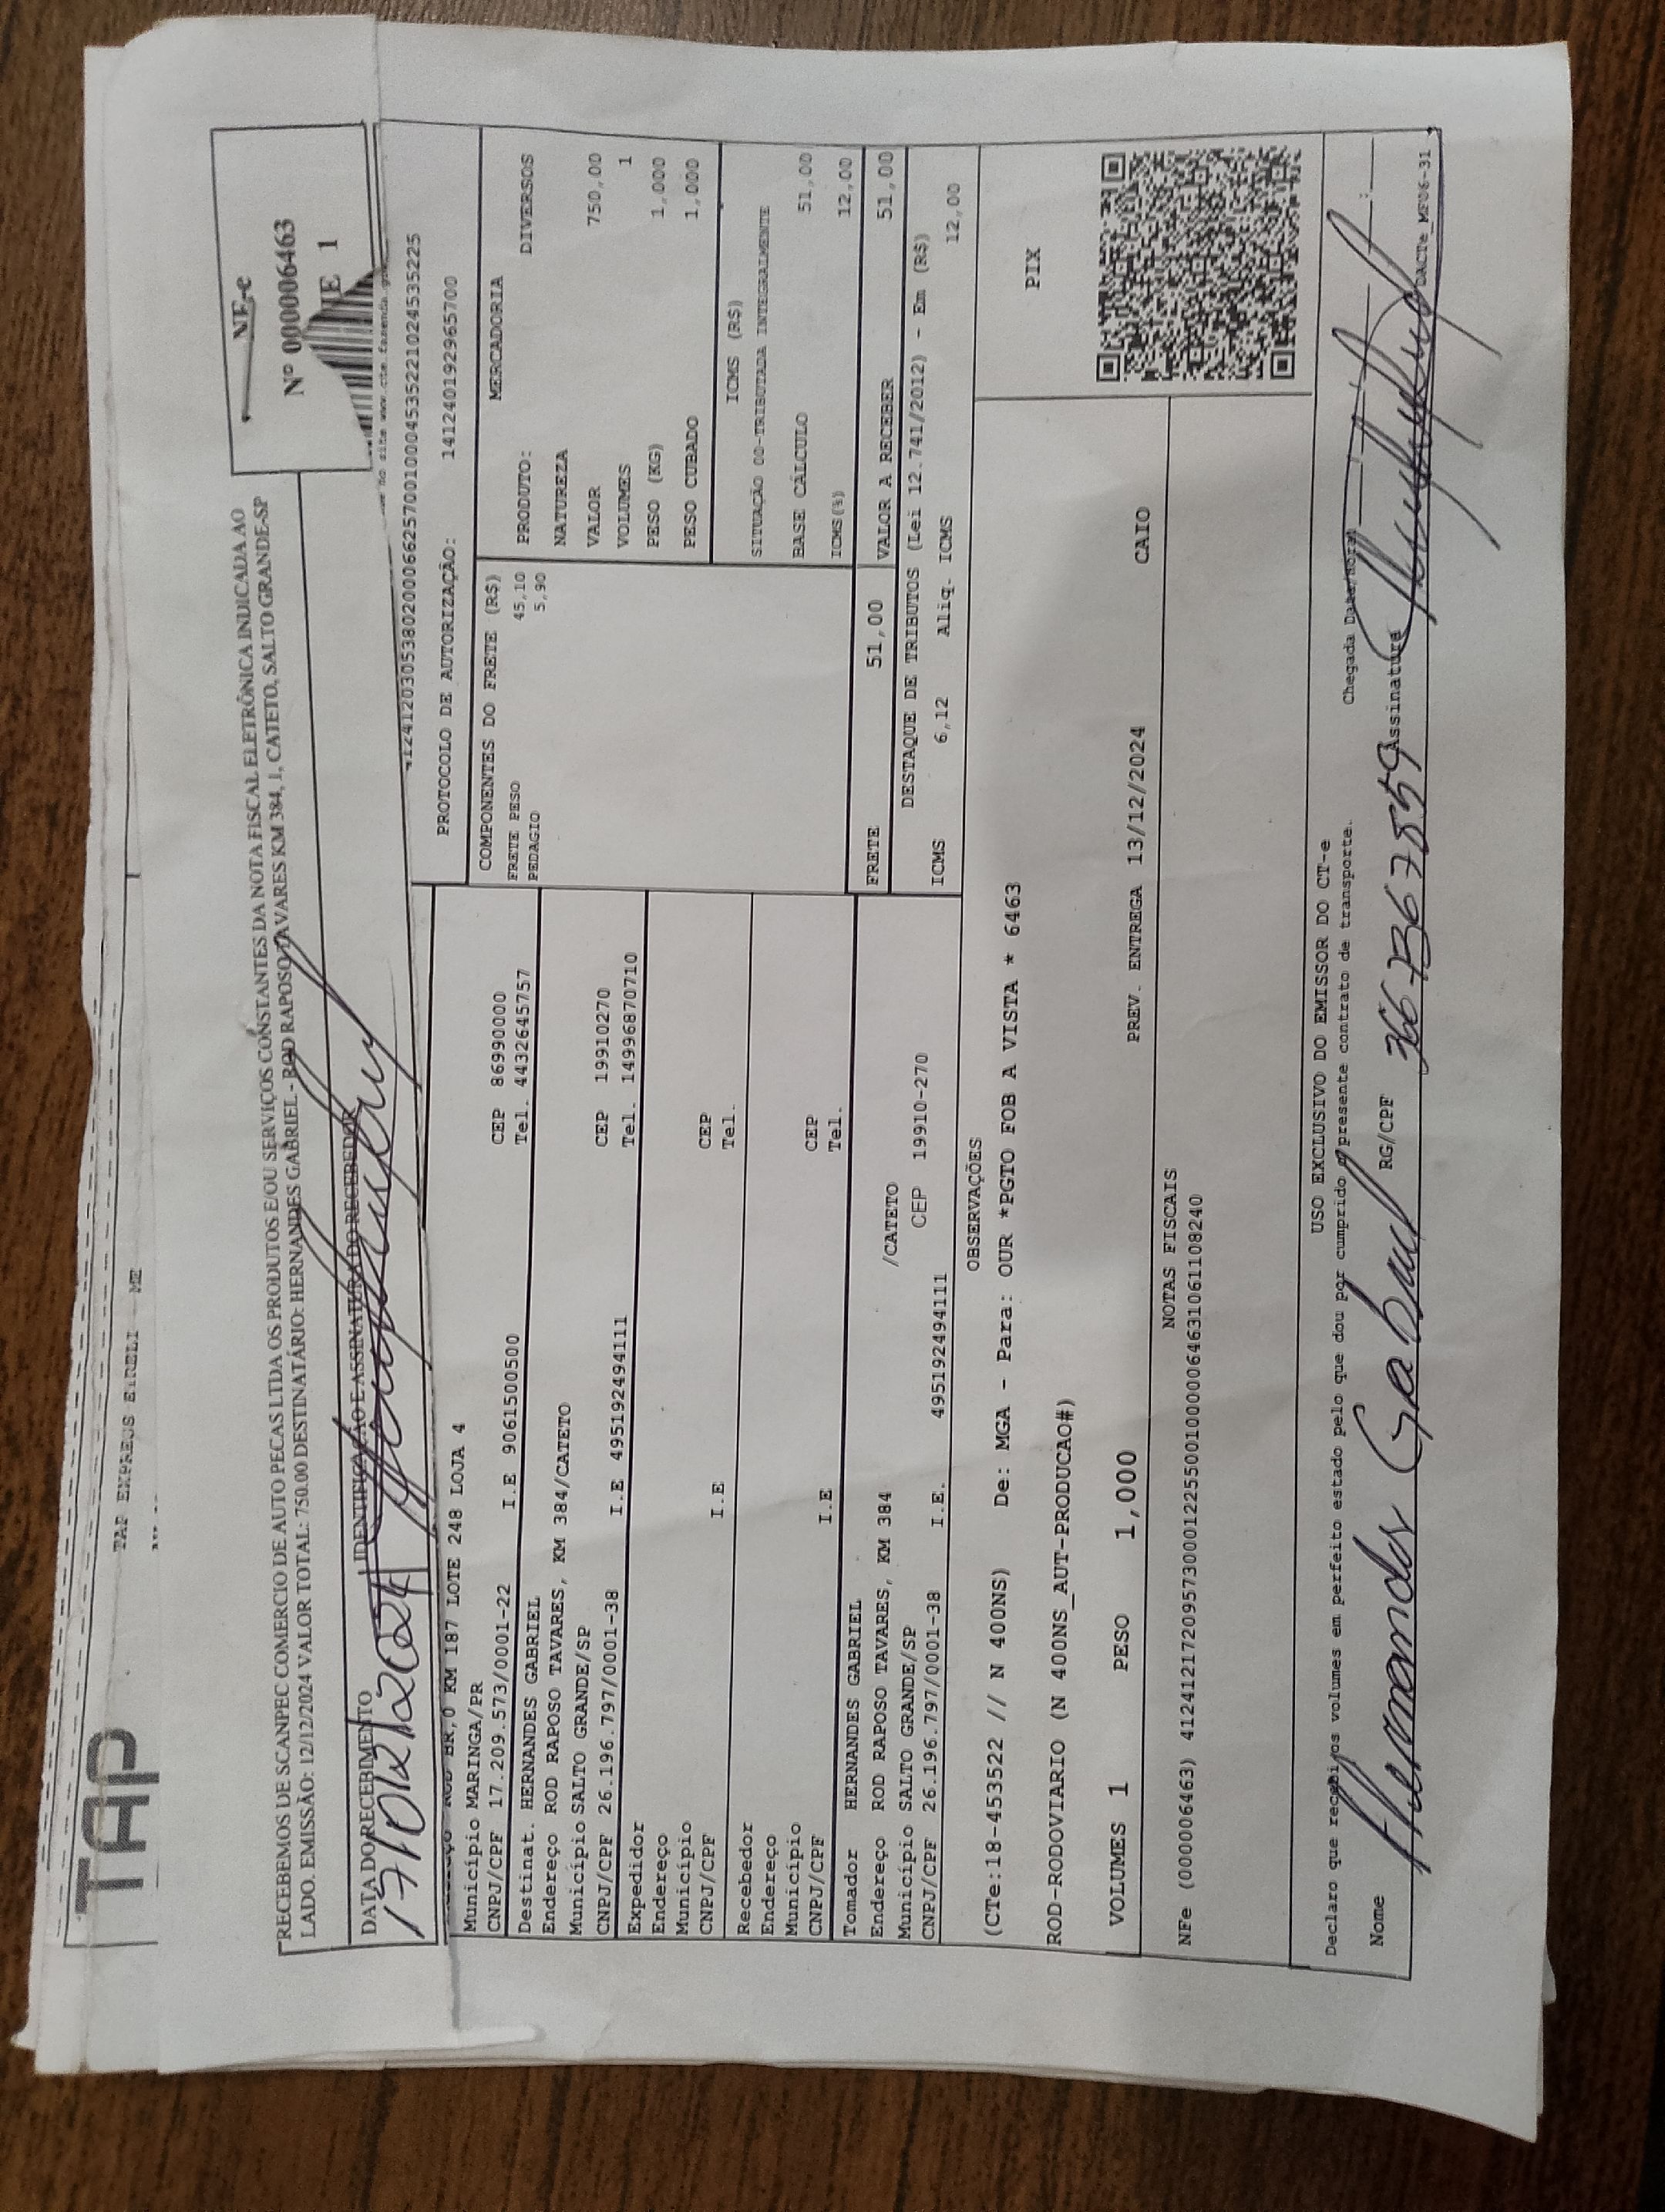 TAP
TAP EXPRESS EIRELI - ME
RECEBEMOS DE SCANPEC COMERCIO DE AUTO PECAS LTDA OS PRODUTOS E/OU SERVIÇOS CONSTANTES DA NOTA FISCAL ELETRÔNICA INDICADA AO
LADO. EMISSÃO: 12/12/2024 VALOR TOTAL: 750.00 DESTINATÁRIO: HERNANDES GABRIEL - ROD RAPOSO TAVARES KM 384, 1, CATETO, SALTO GRANDE-SP
NF-e
Nº 000006463
RIE 1
DATA DO RECEBIMENTO
IDENTIFICAÇÃO E ASSINATURA DO RECEBEDOR
41241203053802000662570010004535221024535225
PROTOCOLO DE AUTORIZAÇÃO: 141240192965700
ROD BR,0 KM 187 LOTE 248 LOJA 4
Município MARINGA/PR CEP 86990000
CNPJ/CPF 17.209.573/0001-22 I.E 9061500500 Tel. 4432645757
Destinat. HERNANDES GABRIEL
Endereço ROD RAPOSO TAVARES, KM 384/CATETO
Município SALTO GRANDE/SP CEP 19910270
CNPJ/CPF 26.196.797/0001-38 I.E 495192494111 Tel. 14996870710
Expedidor
Endereço
Município CEP
CNPJ/CPF I.E Tel.
Recebedor
Endereço
Município CEP
CNPJ/CPF I.E Tel.
Tomador HERNANDES GABRIEL
Endereço ROD RAPOSO TAVARES, KM 384 /CATETO
Município SALTO GRANDE/SP CEP 19910-270
CNPJ/CPF 26.196.797/0001-38 I.E. 495192494111
COMPONENTES DO FRETE (R$)
FRETE PESO 45,10
PEDAGIO 5,90
MERCADORIA
PRODUTO: DIVERSOS
NATUREZA
VALOR 750,00
VOLUMES 1
PESO (KG) 1,000
PESO CUBADO 1,000
ICMS (R$)
SITUAÇÃO 00-TRIBUTADA INTEGRALMENTE
BASE CÁLCULO 51,00
ICMS(%) 12,00
FRETE 51,00 VALOR A RECEBER 51,00
DESTAQUE DE TRIBUTOS (Lei 12.741/2012) - Em (R$)
ICMS 6,12 Aliq. ICMS 12,00
OBSERVAÇÕES
(CTe:18-453522 // N 400NS) De: MGA - Para: OUR *PGTO FOB A VISTA * 6463
ROD-RODOVIARIO (N 400NS_AUT-PRODUCAO#)
VOLUMES 1 PESO 1,000 PREV. ENTREGA 13/12/2024 CAIO
PIX
NOTAS FISCAIS
NFe (000006463) 41241217209573000122550010000064631061108240
USO EXCLUSIVO DO EMISSOR DO CT-e
Declaro que recebi os volumes em perfeito estado pelo que dou por cumprido o presente contrato de transporte.
Chegada Data/Hora
Nome Hernandes Gabriel RG/CPF Assinatura
DACTe_MF06-31